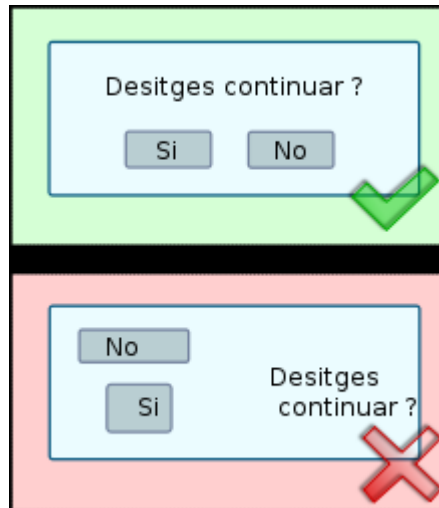 Desitges continuar ?
Si No
No
Si
Desitges
continuar ?